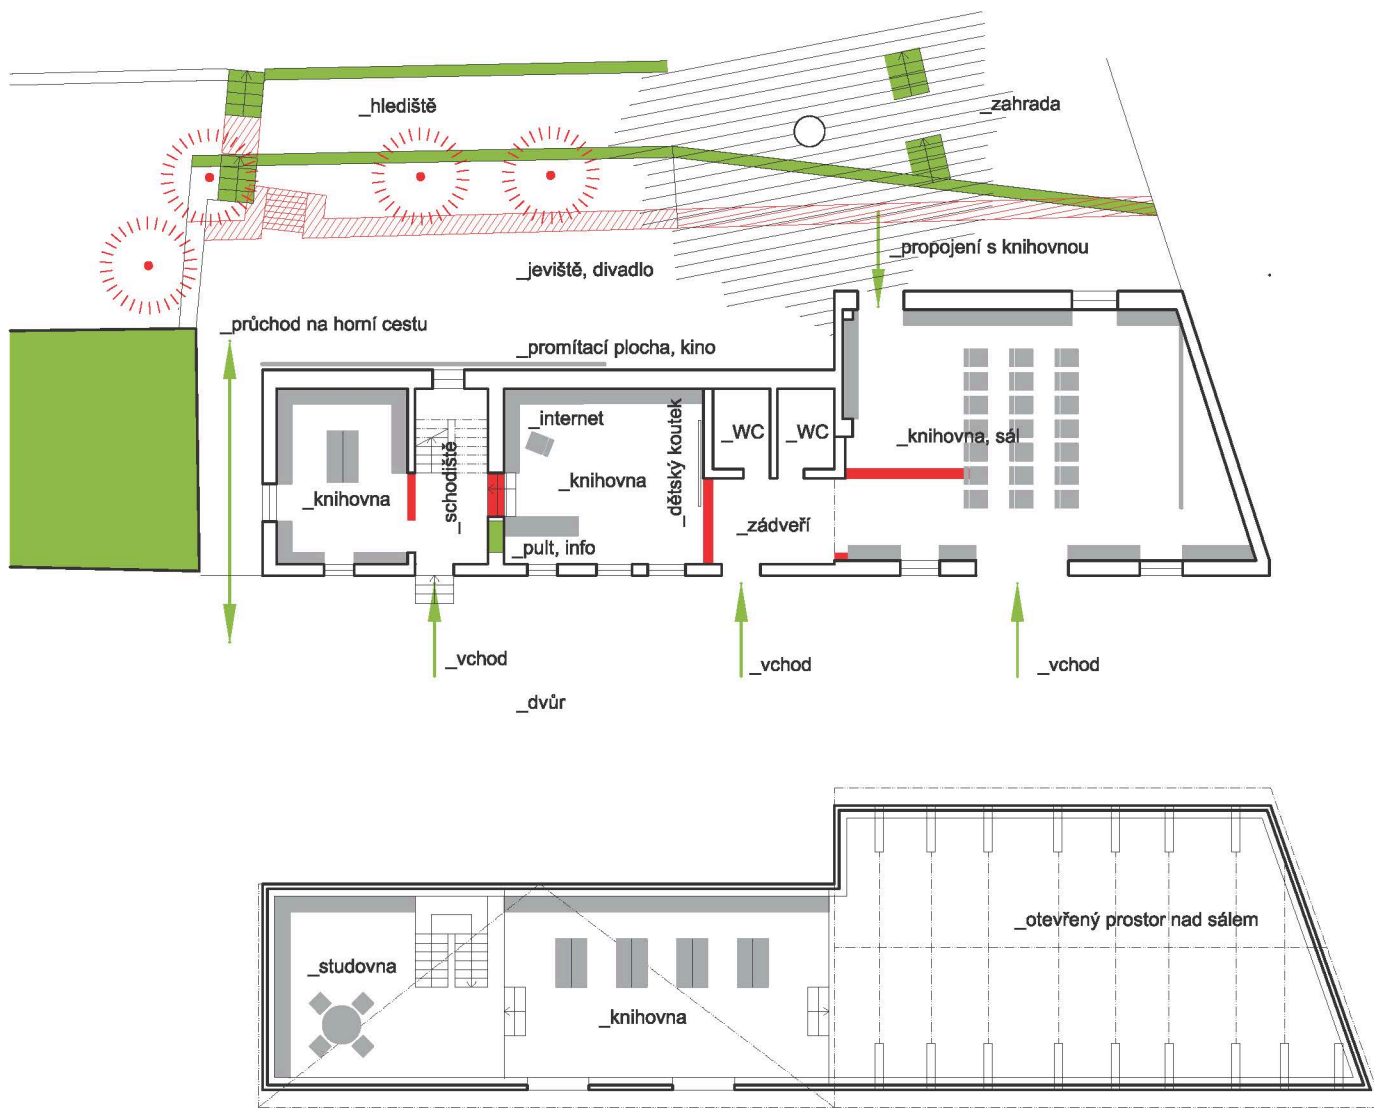 _hlediště
_zahrada
_propojení s knihovnou
_jeviště, divadlo
_průchod na horní cestu
_promítací plocha, kino
_internet
_dětský koutek
_WC
_WC
_knihovna, sál
_knihovna
_schodiště
_knihovna
_zádveří
_pult, info
_vchod
_vchod
_vchod
_dvůr
_otevřený prostor nad sálem
_studovna
_knihovna